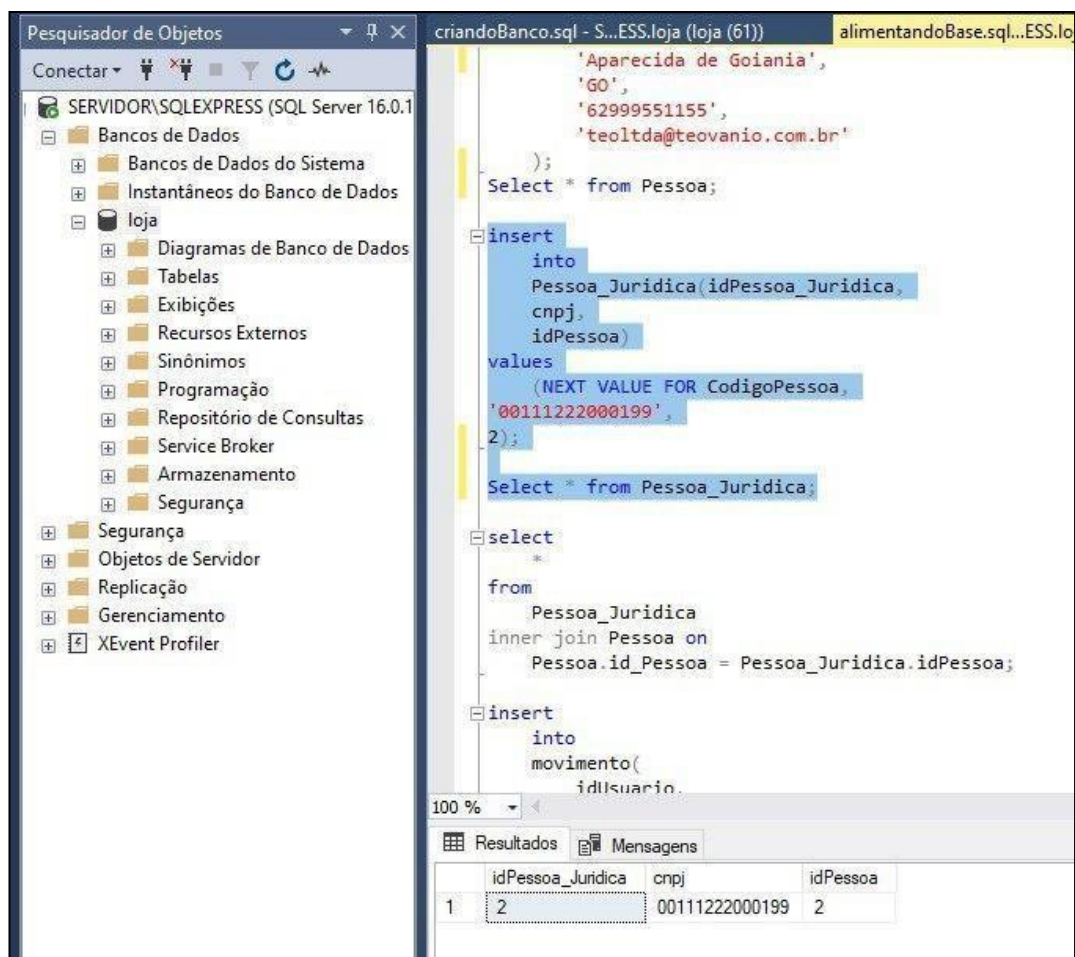 Pesquisador de Objetos
Conectar
SERVIDOR\SQLEXPRESS (SQL Server 16.0.1
Bancos de Dados
Bancos de Dados do Sistema
Instantâneos do Banco de Dados
loja
Diagramas de Banco de Dados
Tabelas
Exibições
Recursos Externos
Sinônimos
Programação
Repositório de Consultas
Service Broker
Armazenamento
Segurança
Segurança
Objetos de Servidor
Replicação
Gerenciamento
XEvent Profiler
criandoBanco.sql - S...ESS.loja (loja (61))
alimentandoBase.sql...ESS.lo
'Aparecida de Goiania',
'GO',
'62999551155',
'teoltda@teovanio.com.br'
);
Select * from Pessoa;
insert
into
Pessoa_Juridica(idPessoa_Juridica,
cnpj,
idPessoa)
values
(NEXT VALUE FOR CodigoPessoa,
'00111222000199',
2);
Select * from Pessoa_Juridica;
select
*
from
Pessoa_Juridica
inner join Pessoa on
Pessoa.id_Pessoa = Pessoa_Juridica.idPessoa;
insert
into
movimento(
idUsuario,
100 %
Resultados Mensagens
idPessoa_Juridica cnpj idPessoa
1 2 00111222000199 2